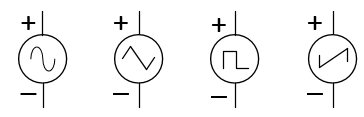 + + + +
− − − −